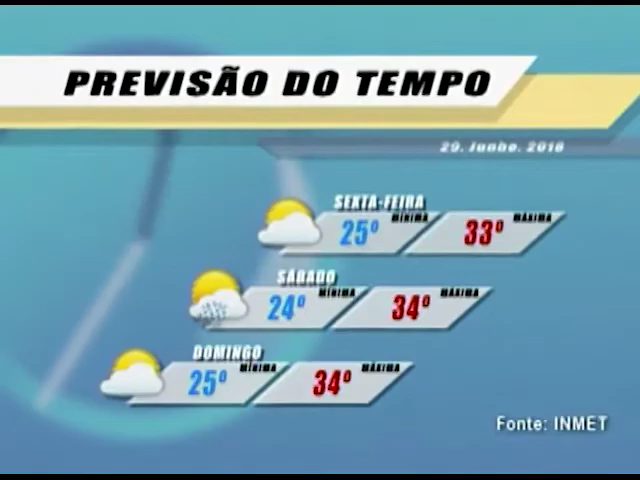 PREVISÃO DO TEMPO
29. Junho. 2018
SEXTA-FEIRA
25º MÍNIMA 33º MÁXIMA
SÁBADO
24º MÍNIMA 34º MÁXIMA
DOMINGO
25º MÍNIMA 34º MÁXIMA
Fonte: INMET